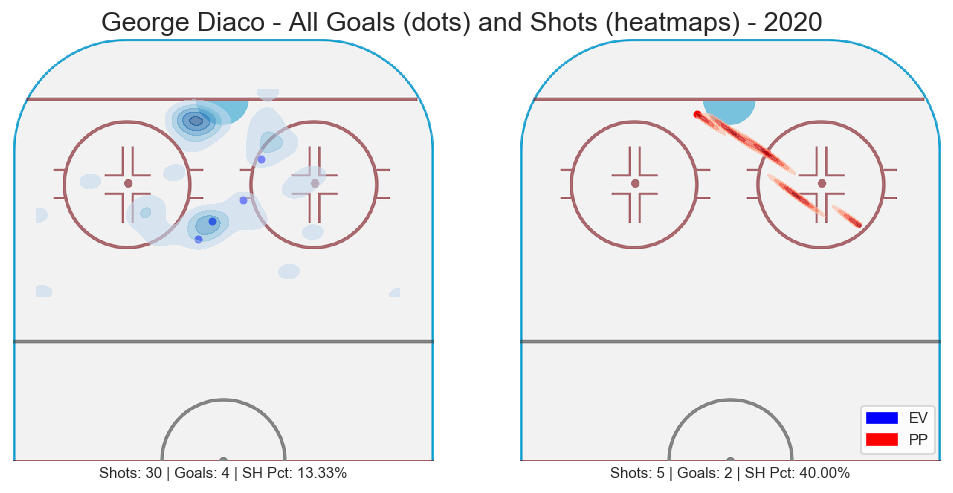 George Diaco - All Goals (dots) and Shots (heatmaps) - 2020
EV
PP
Shots: 30 | Goals: 4 | SH Pct: 13.33%
Shots: 5 | Goals: 2 | SH Pct: 40.00%